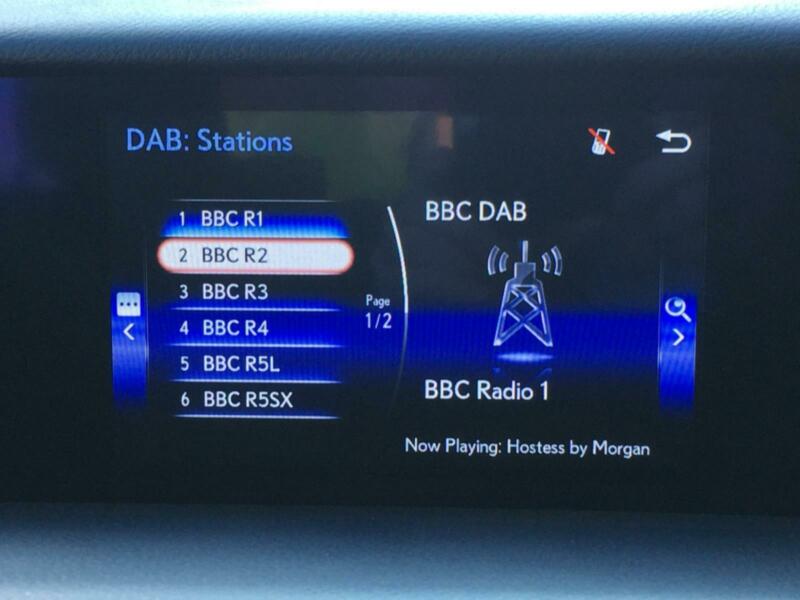 DAB: Stations
1 BBC R1
2 BBC R2
3 BBC R3
4 BBC R4
5 BBC R5L
6 BBC R5SX
Page
1/2
BBC DAB
BBC Radio 1
Now Playing: Hostess by Morgan